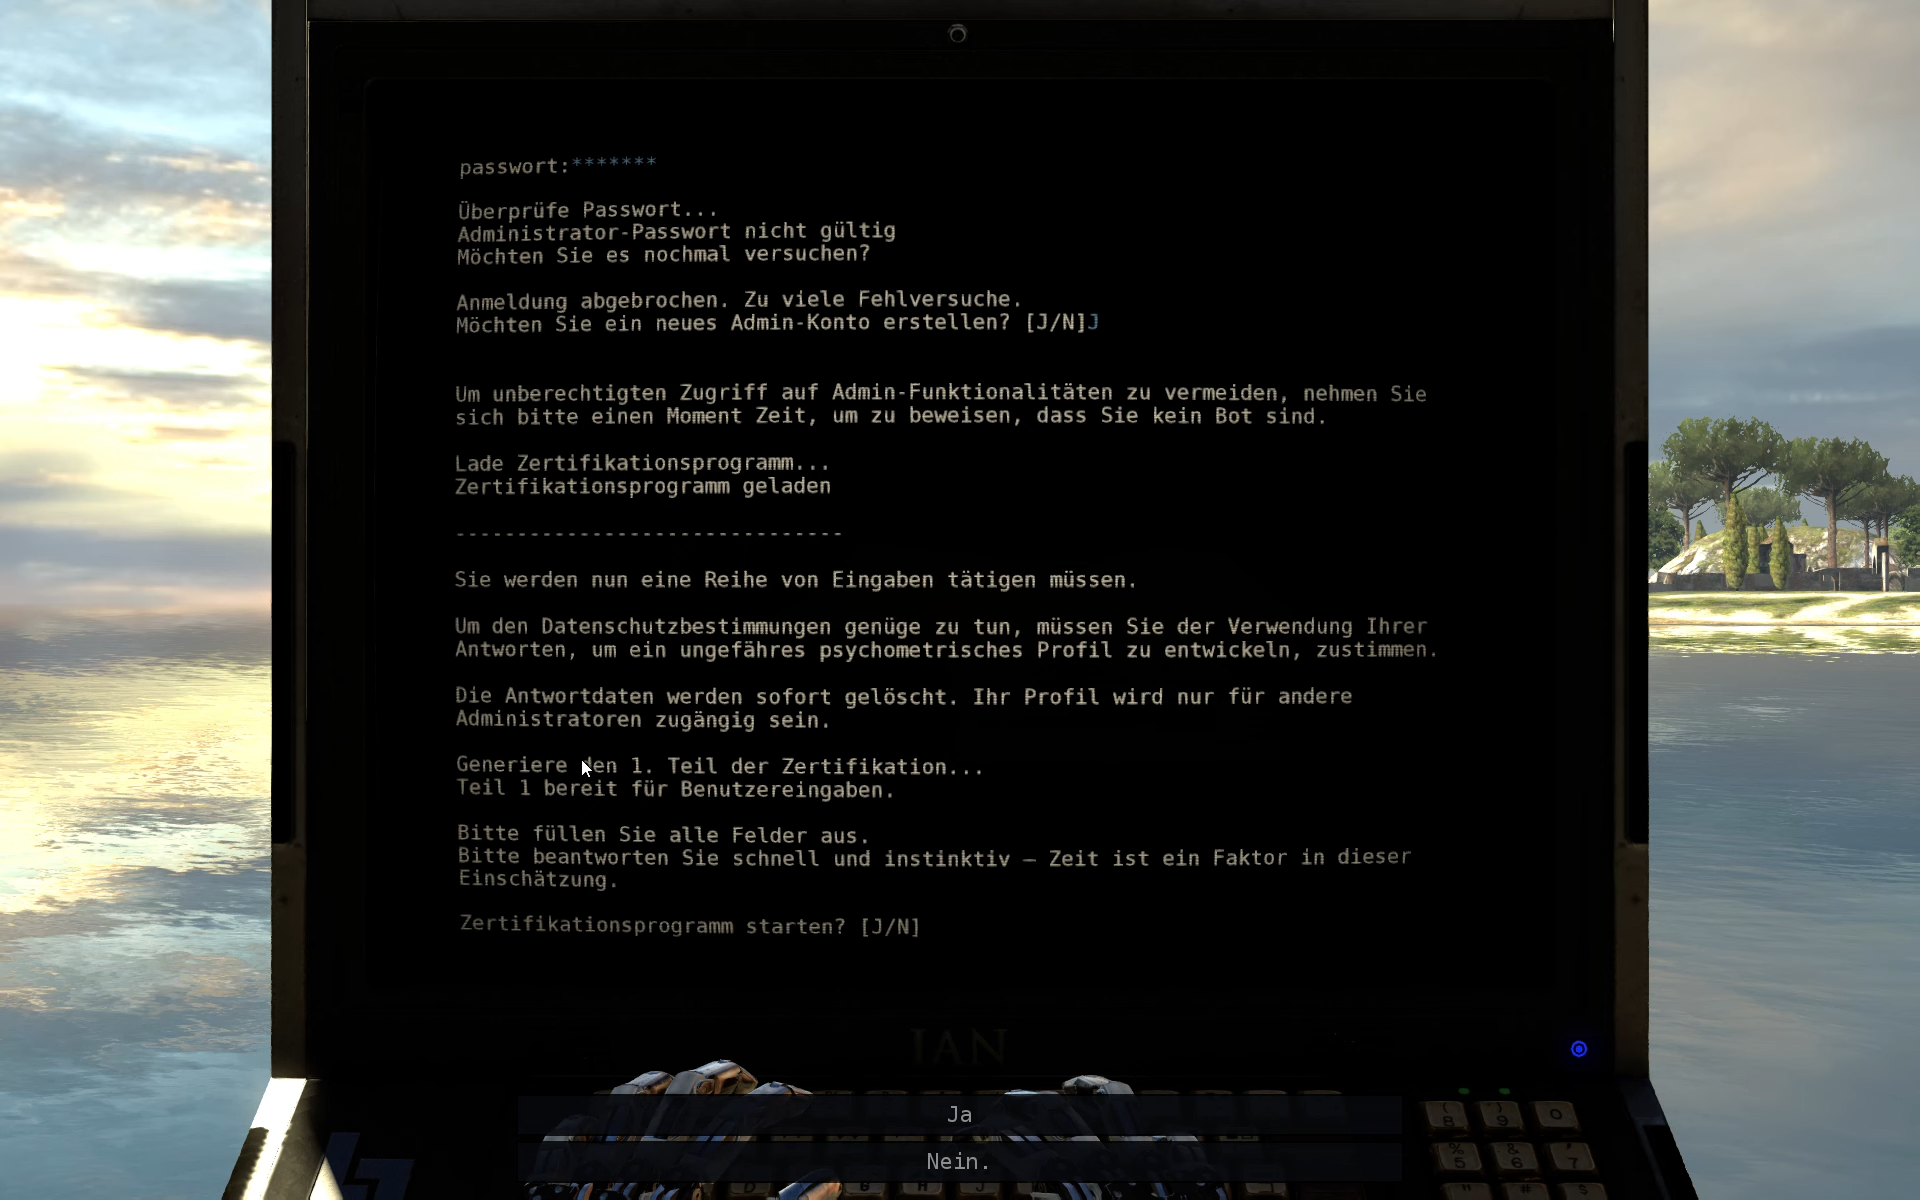 passwort:*******
Überprüfe Passwort...
Administrator-Passwort nicht gültig
Möchten Sie es nochmal versuchen?
Anmeldung abgebrochen. Zu viele Fehlversuche.
Möchten Sie ein neues Admin-Konto erstellen? [J/N]J
Um unberechtigten Zugriff auf Admin-Funktionalitäten zu vermeiden, nehmen Sie
sich bitte einen Moment Zeit, um zu beweisen, dass Sie kein Bot sind.
Lade Zertifikationsprogramm...
Zertifikationsprogramm geladen
-------------------------------
Sie werden nun eine Reihe von Eingaben tätigen müssen.
Um den Datenschutzbestimmungen genüge zu tun, müssen Sie der Verwendung Ihrer
Antworten, um ein ungefähres psychometrisches Profil zu entwickeln, zustimmen.
Die Antwortdaten werden sofort gelöscht. Ihr Profil wird nur für andere
Administratoren zugängig sein.
Generiere den 1. Teil der Zertifikation...
Teil 1 bereit für Benutzereingaben.
Bitte füllen Sie alle Felder aus.
Bitte beantworten Sie schnell und instinktiv – Zeit ist ein Faktor in dieser
Einschätzung.
Zertifikationsprogramm starten? [J/N]
IAN
Ja
Nein.
( 8 ) 9 O
% 5 & 6 ' 7
" # $